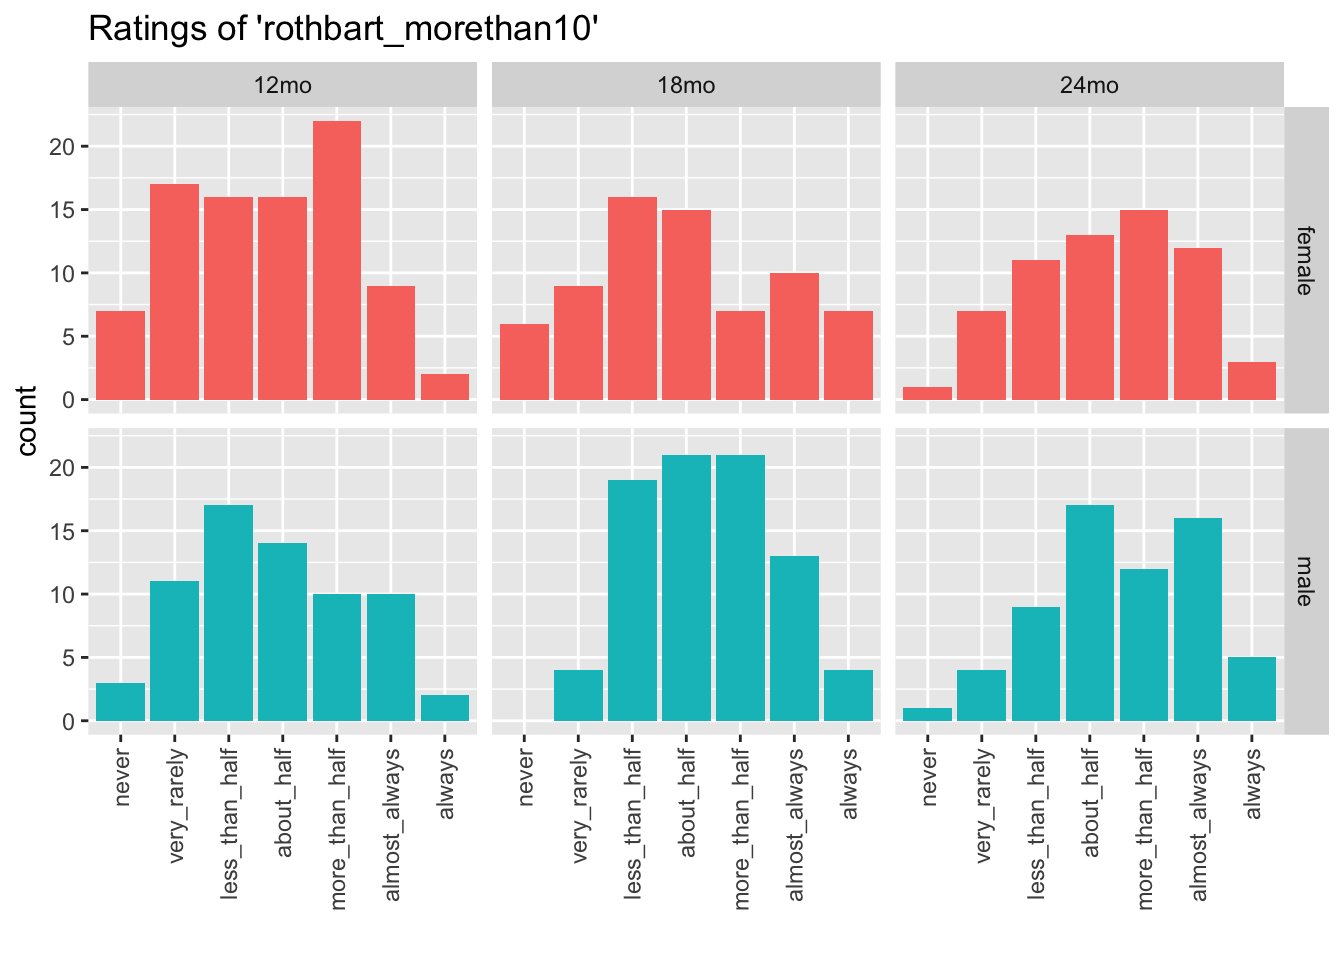 Ratings of 'rothbart_morethan10'
12mo 18mo 24mo
20
15
10
5
0
female
count
20
15
10
5
0
male
never very_rarely less_than_half about_half more_than_half almost_always always never very_rarely less_than_half about_half more_than_half almost_always always never very_rarely less_than_half about_half more_than_half almost_always always